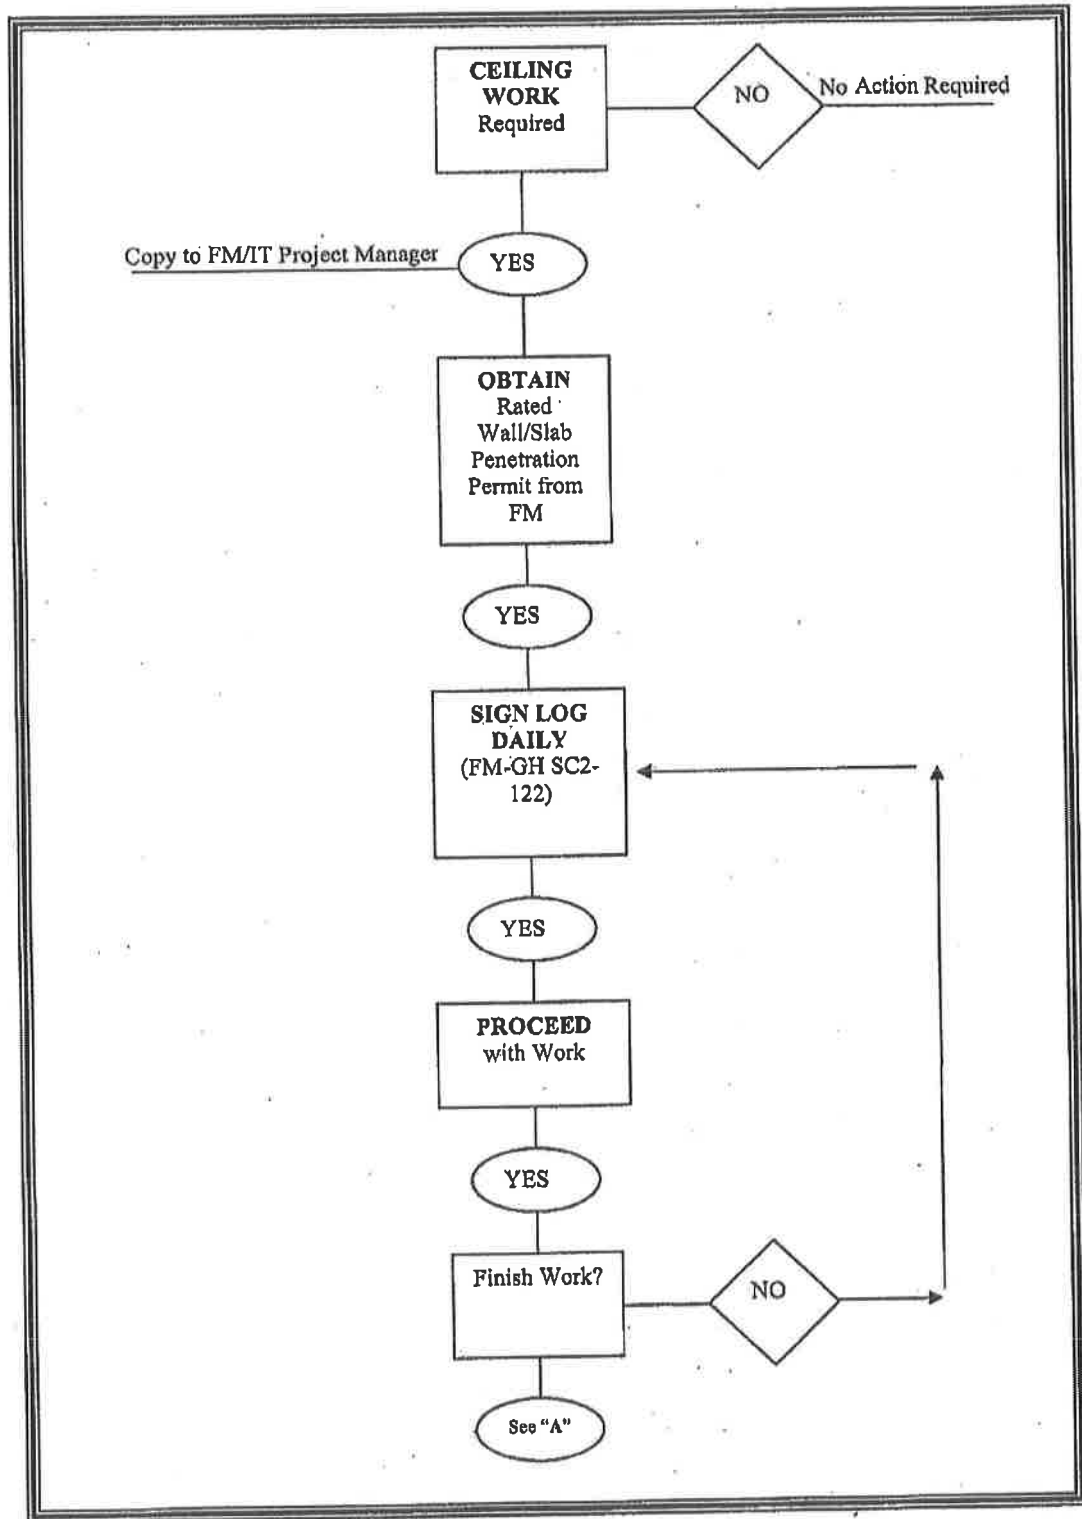 CEILING
WORK
Required
NO
No Action Required
Copy to FM/IT Project Manager
YES
OBTAIN
Rated
Wall/Slab
Penetration
Permit from
FM
YES
SIGN LOG
DAILY
(FM-GH SC2-
122)
YES
PROCEED
with Work
YES
Finish Work?
NO
See "A"